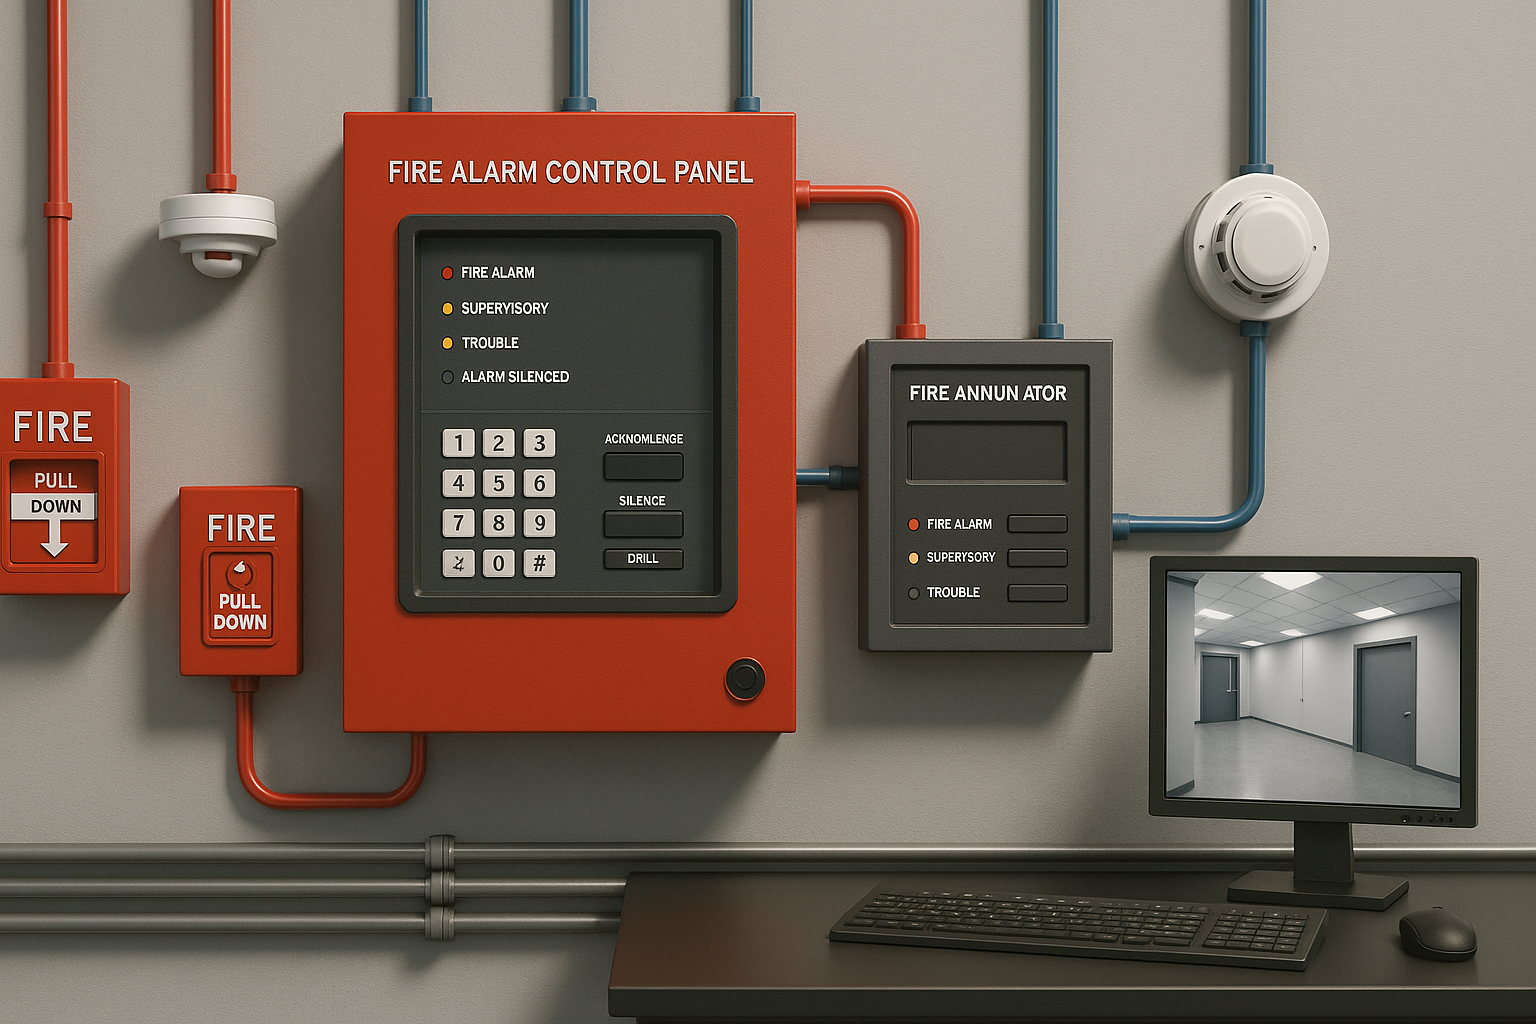 FIRE ALARM CONTROL PANEL
FIRE ALARM
SUPERYISORY
TROUBLE
ALARM SILENCED
1 2 3
4 5 6
7 8 9
0 #
ACKNOMLENGE
SILENCE
DRILL
FIRE
PULL
DOWN
FIRE
PULL
DOWN
FIRE ANNUN ATOR
FIRE ALARM
SUPERYSORY
TROUBLE